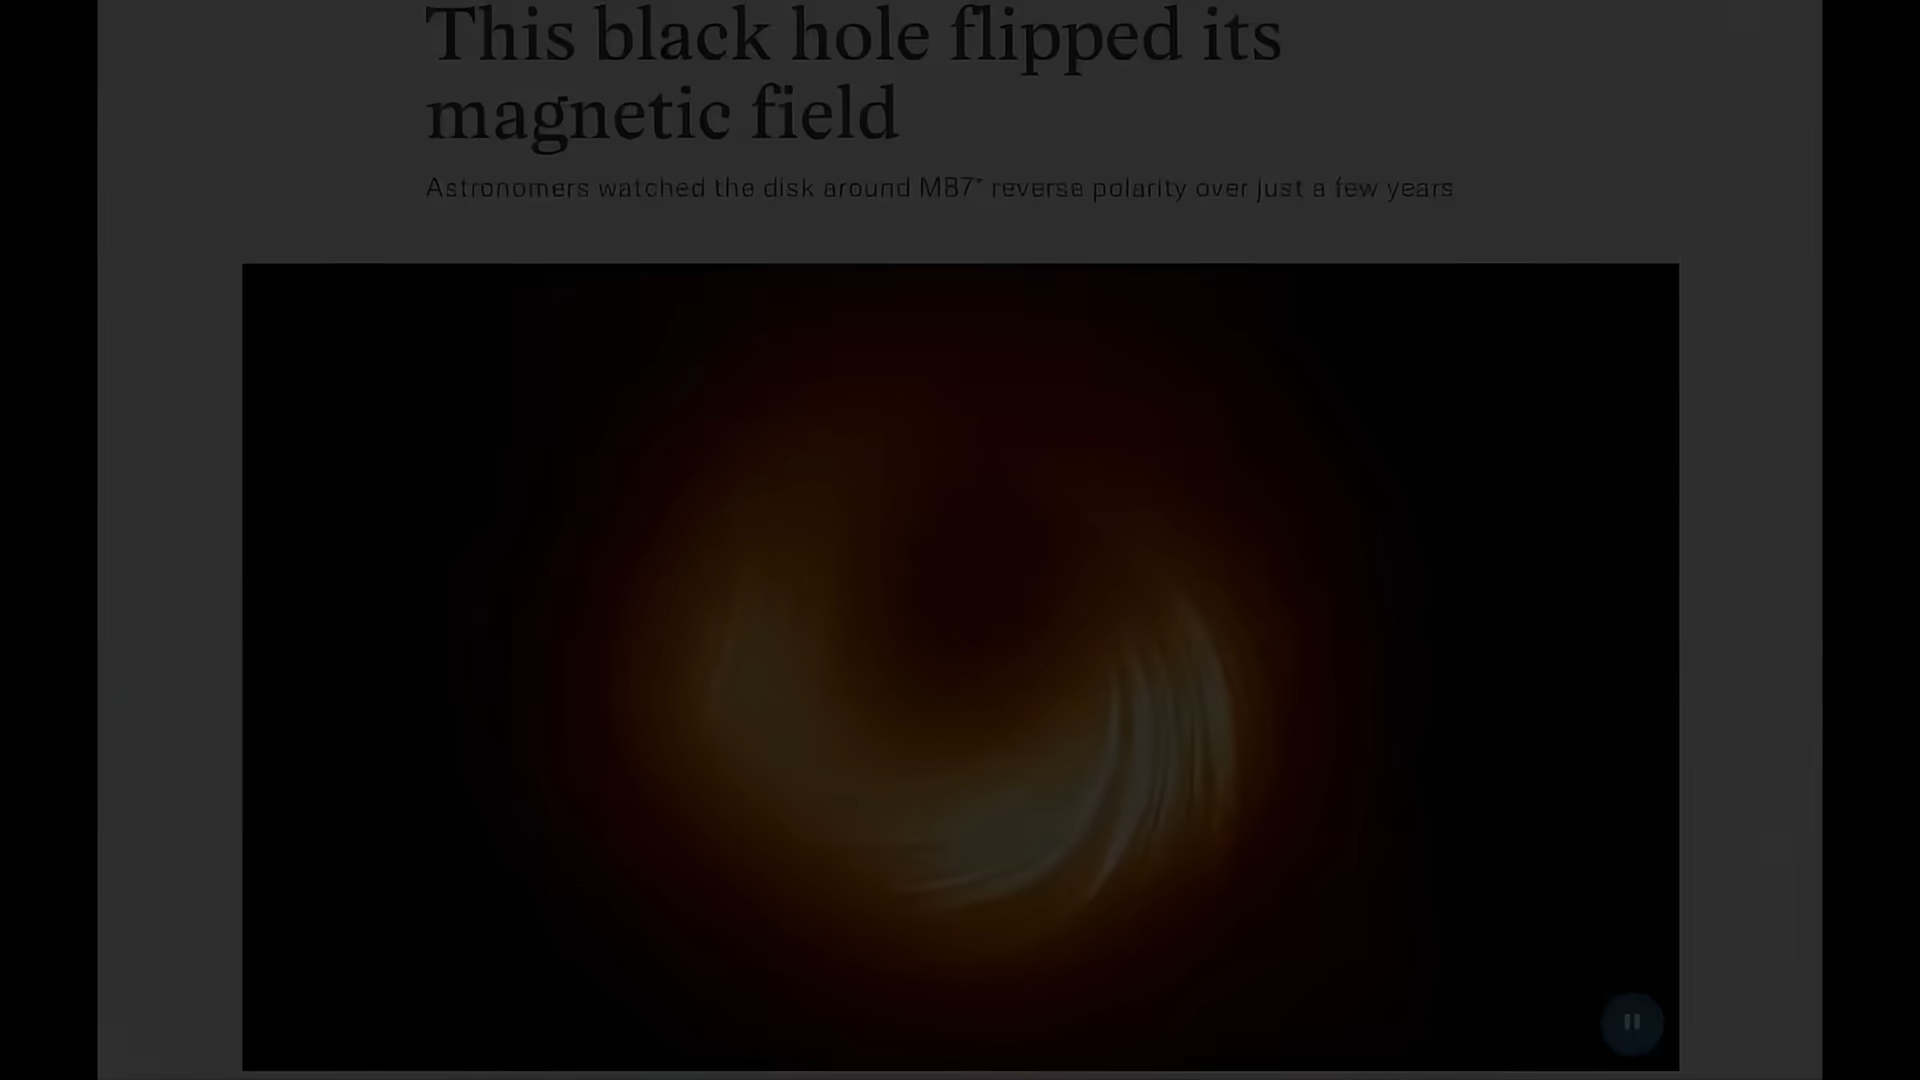 This black hole flipped its
magnetic field
Astronomers watched the disk around M87* reverse polarity over just a few years